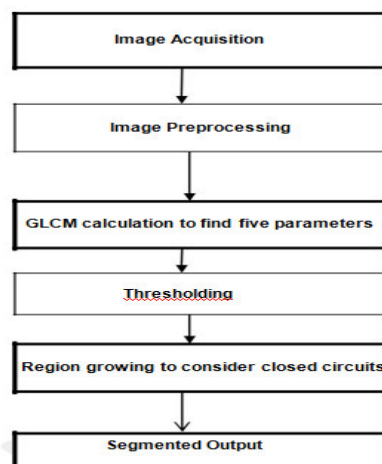 Image Acquisition
Image Preprocessing
GLCM calculation to find five parameters
Thresholding
Region growing to consider closed circuits
Segmented Output